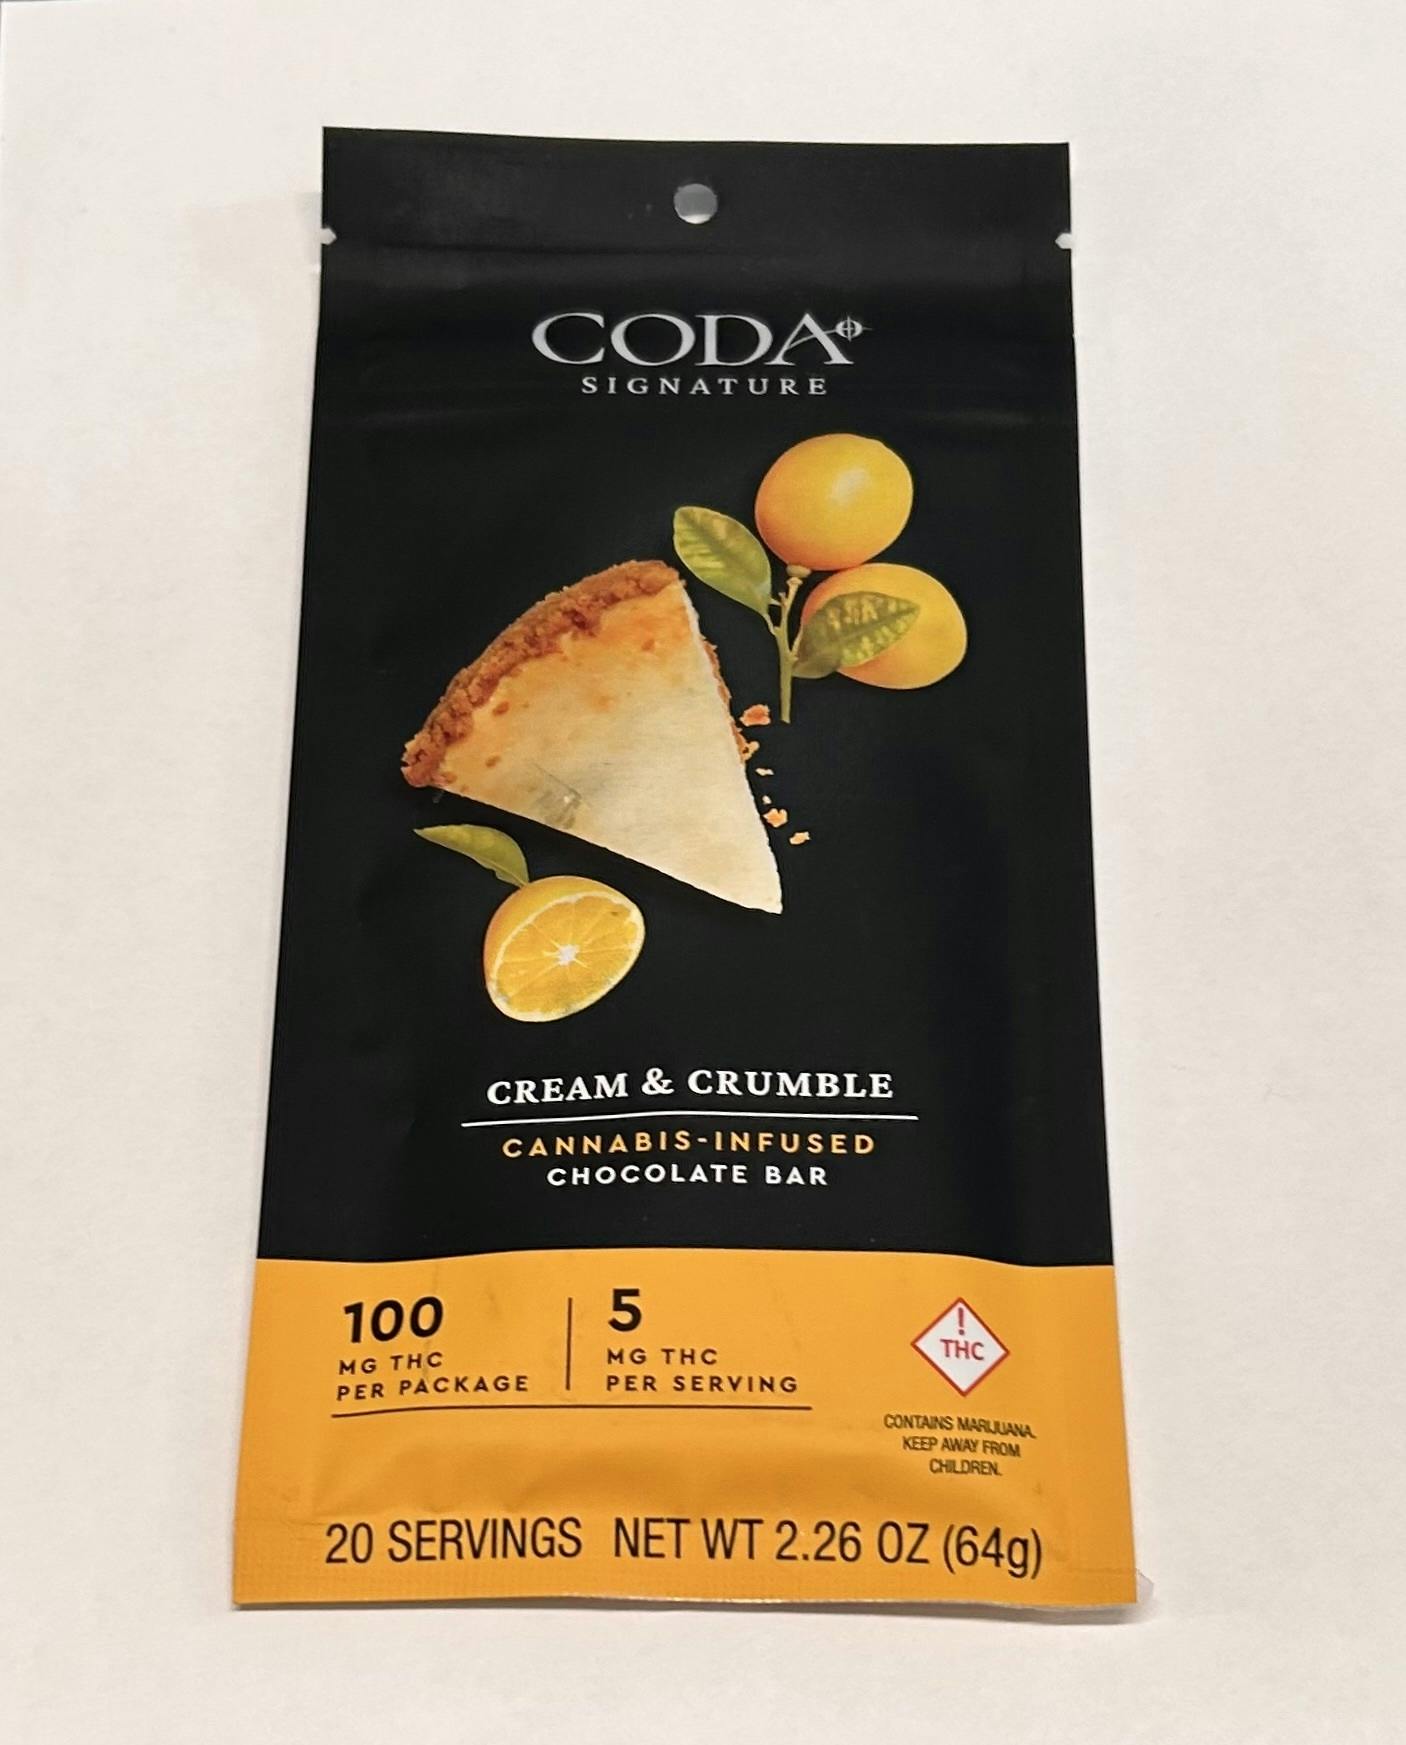 CODA
SIGNATURE
CREAM & CRUMBLE
CANNABIS-INFUSED
CHOCOLATE BAR
100
MG THC
PER PACKAGE
5
MG THC
PER SERVING
!
THC
CONTAINS MARIJUANA.
KEEP AWAY FROM
CHILDREN.
20 SERVINGS NET WT 2.26 OZ (64g)